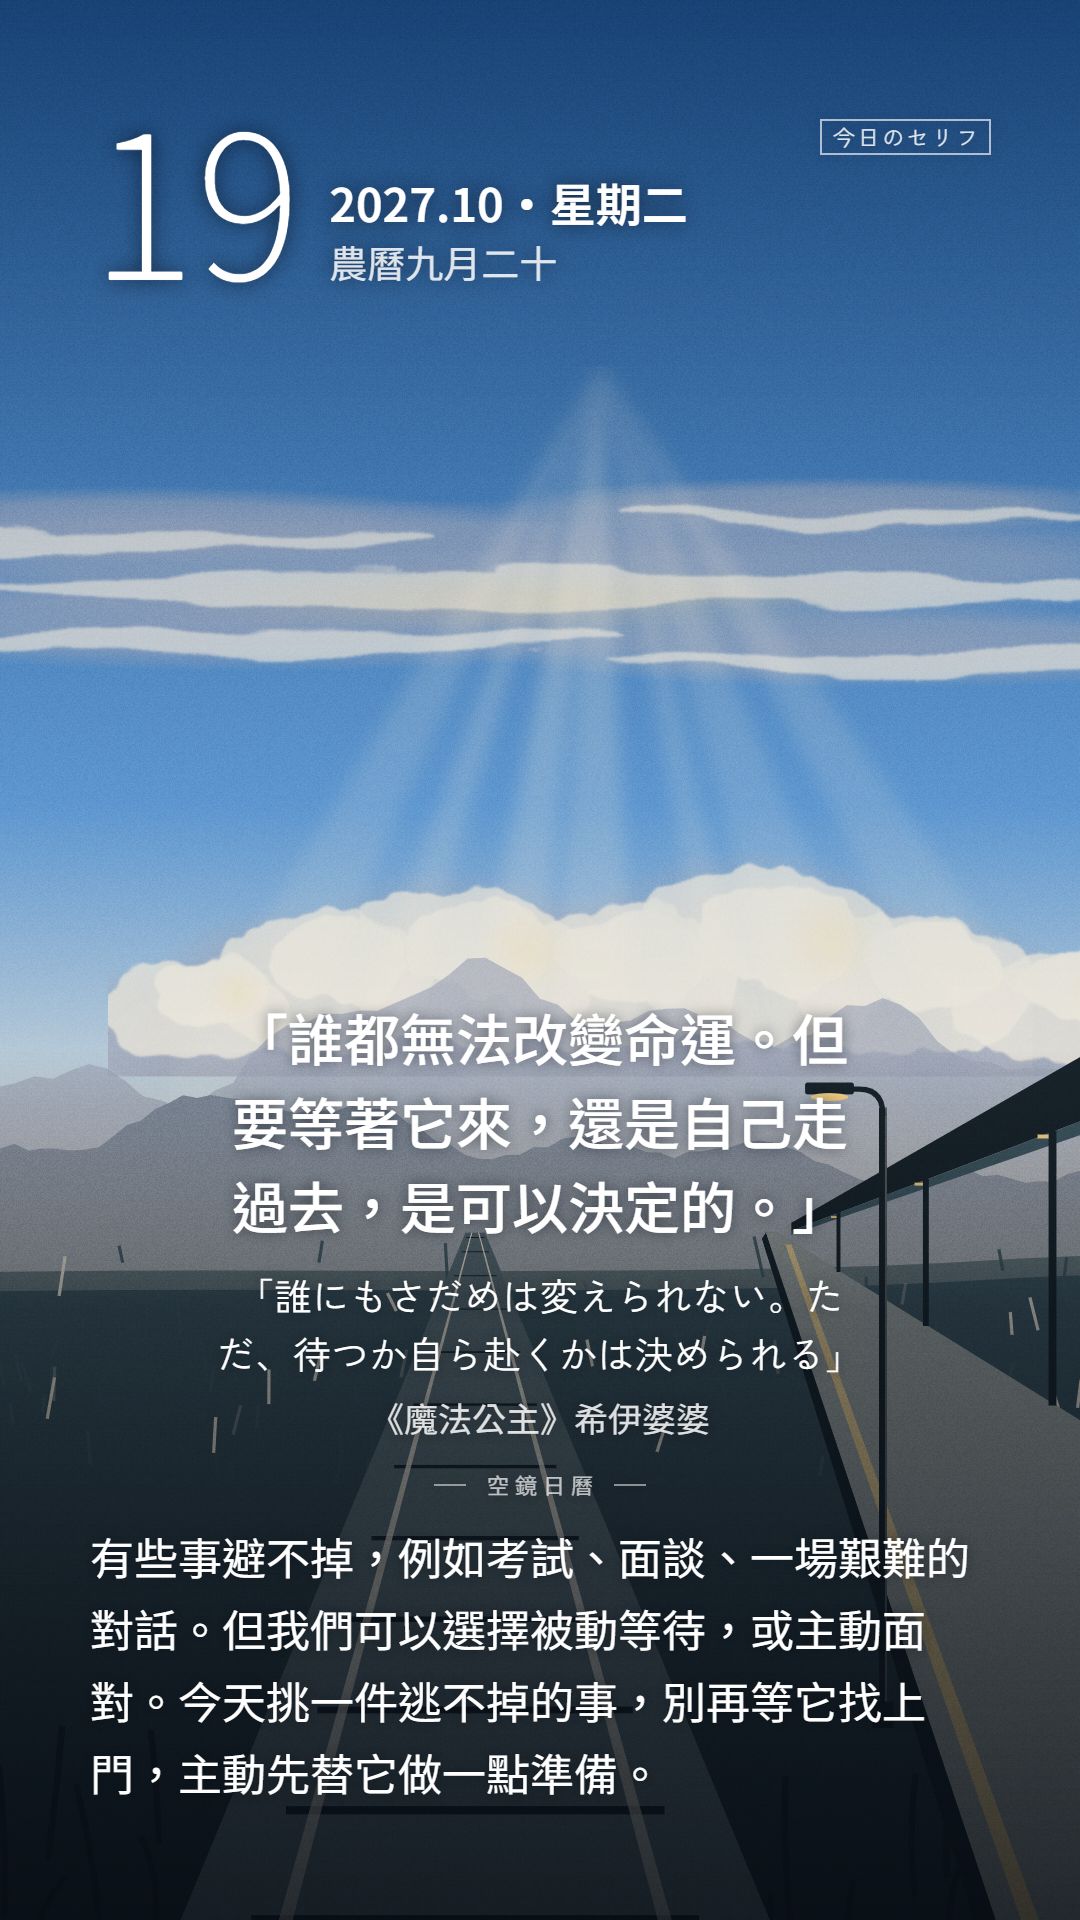 19
今日のセリフ
2027.10・星期二
農曆九月二十
「誰都無法改變命運。但
要等著它來，還是自己走
過去，是可以決定的。」
「誰にもさだめは変えられない。た
だ、待つか自ら赴くかは決められる」
《魔法公主》希伊婆婆
— 空鏡日曆 —
有些事避不掉，例如考試、面談、一場艱難的
對話。但我們可以選擇被動等待，或主動面
對。今天挑一件逃不掉的事，別再等它找上
門，主動先替它做一點準備。